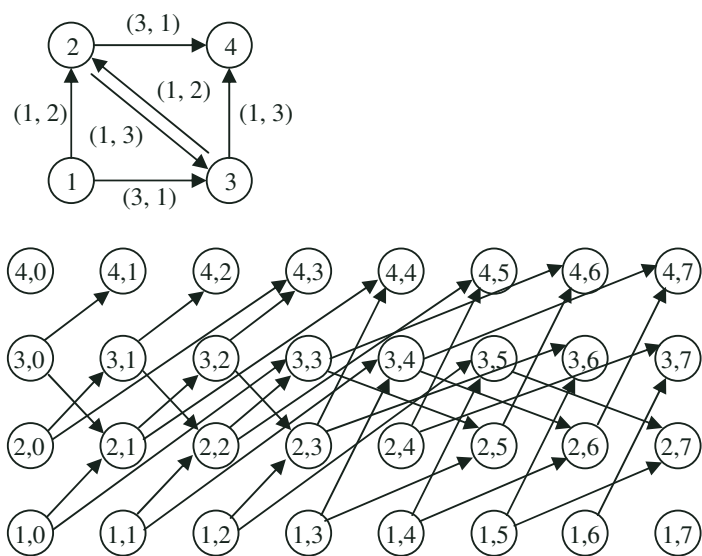 2 (3, 1) 4
(1, 2) (1, 2) (1, 3)
(1, 3)
1 (3, 1) 3
4,0 4,1 4,2 4,3 4,4 4,5 4,6 4,7
3,0 3,1 3,2 3,3 3,4 3,5 3,6 3,7
2,0 2,1 2,2 2,3 2,4 2,5 2,6 2,7
1,0 1,1 1,2 1,3 1,4 1,5 1,6 1,7